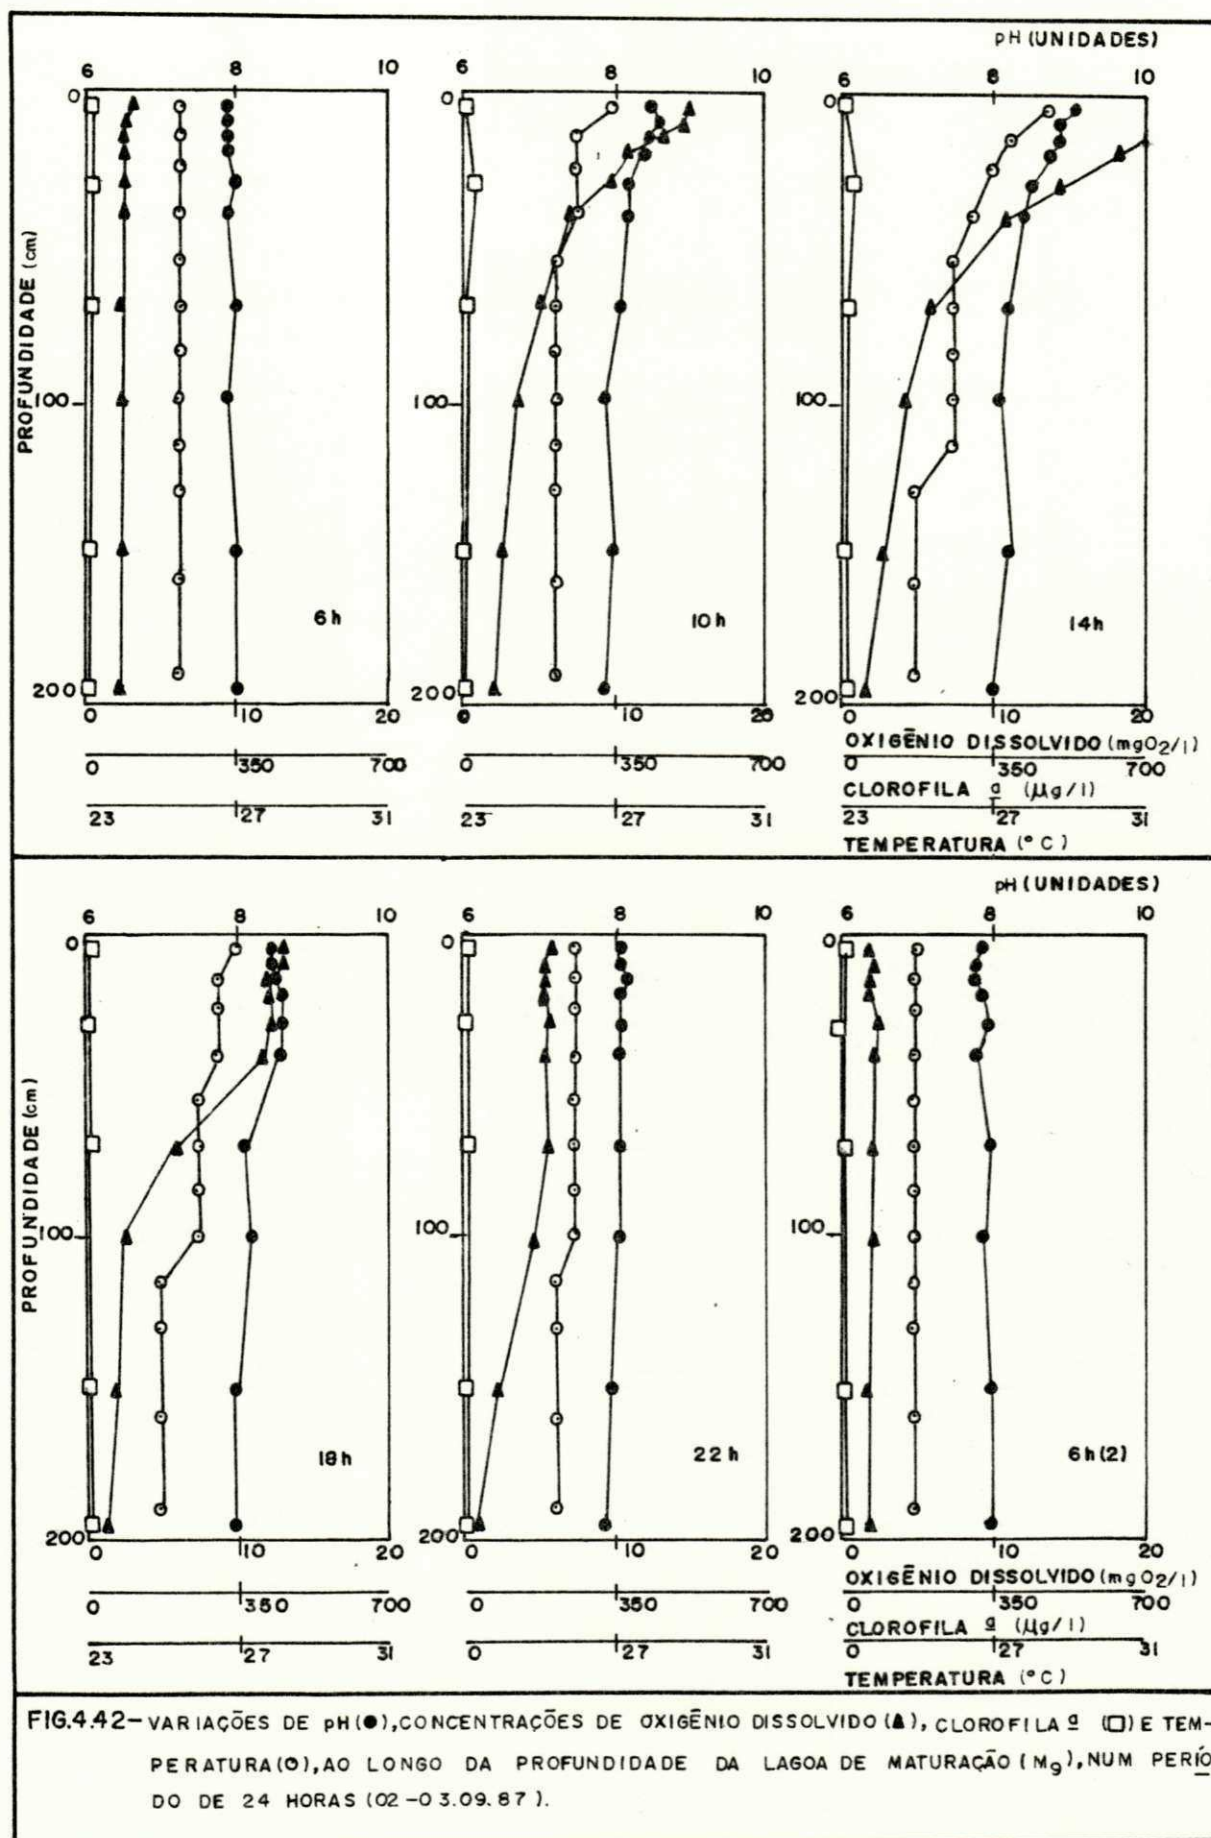 pH (UNIDADES)
6 8 10 6 8 10 6 8 10
0 0 0
PROFUNDIDADE (cm)
100 100 100
6h 10h 14h
200 200 200
0 10 20 0 10 20 0 10 20
OXIGÊNIO DISSOLVIDO (mgO2/l)
0 350 700 0 350 700 0 350 700
CLOROFILA a (μg/l)
23 27 31 23 27 31 23 27 31
TEMPERATURA (°C)
pH (UNIDADES)
6 8 10 6 8 10 6 8 10
0 0 0
PROFUNDIDADE (cm)
100 100 100
18h 22h 6h(2)
200 200 200
0 10 20 0 10 20 0 10 20
OXIGÊNIO DISSOLVIDO (mgO2/l)
0 350 700 0 350 700 0 350 700
CLOROFILA a (μg/l)
23 27 31 0 27 31 0 27 31
TEMPERATURA (°C)
FIG.4.42- VARIAÇÕES DE pH(●), CONCENTRAÇÕES DE OXIGÊNIO DISSOLVIDO (▲), CLOROFILA a (□) E TEM-
PERATURA(⊙), AO LONGO DA PROFUNDIDADE DA LAGOA DE MATURAÇÃO (M9), NUM PERÍO
DO DE 24 HORAS (02-03.09.87).